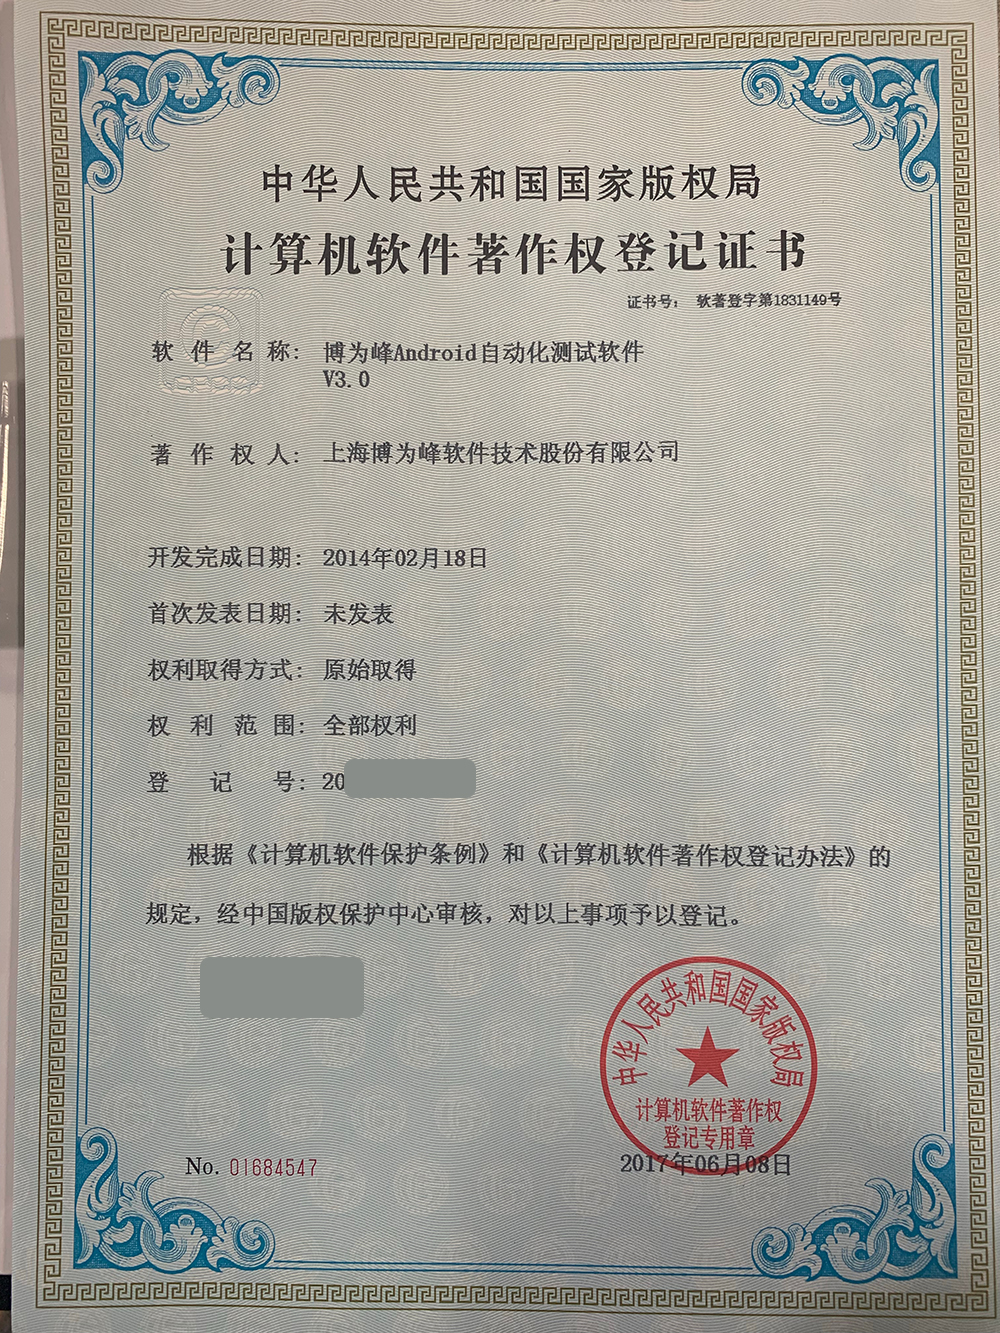 中华人民共和国国家版权局
计算机软件著作权登记证书
证书号： 软著登字第1831149号
软件名称： 博为峰Android自动化测试软件
V3.0
著作权人： 上海博为峰软件技术股份有限公司
开发完成日期： 2014年02月18日
首次发表日期： 未发表
权利取得方式： 原始取得
权利范围： 全部权利
登记号： 20
根据《计算机软件保护条例》和《计算机软件著作权登记办法》的
规定，经中国版权保护中心审核，对以上事项予以登记。
中华人民共和国国家版权局
计算机软件著作权
登记专用章
No. 01684547
2017年06月08日